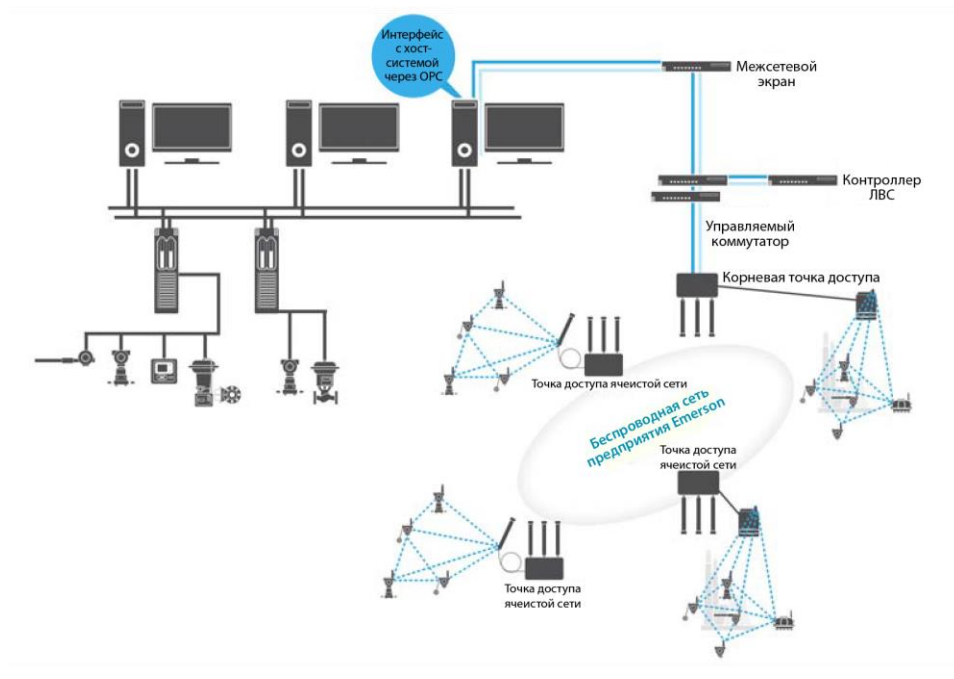 Интерфейс
с хост-
системой
через OPC
Межсетевой
экран
Контроллер
ЛВС
Управляемый
коммутатор
Корневая точка доступа
Точка доступа ячеистой сети
Беспроводная сеть
предприятия Emerson
Точка доступа
ячеистой сети
Точка доступа
ячеистой сети